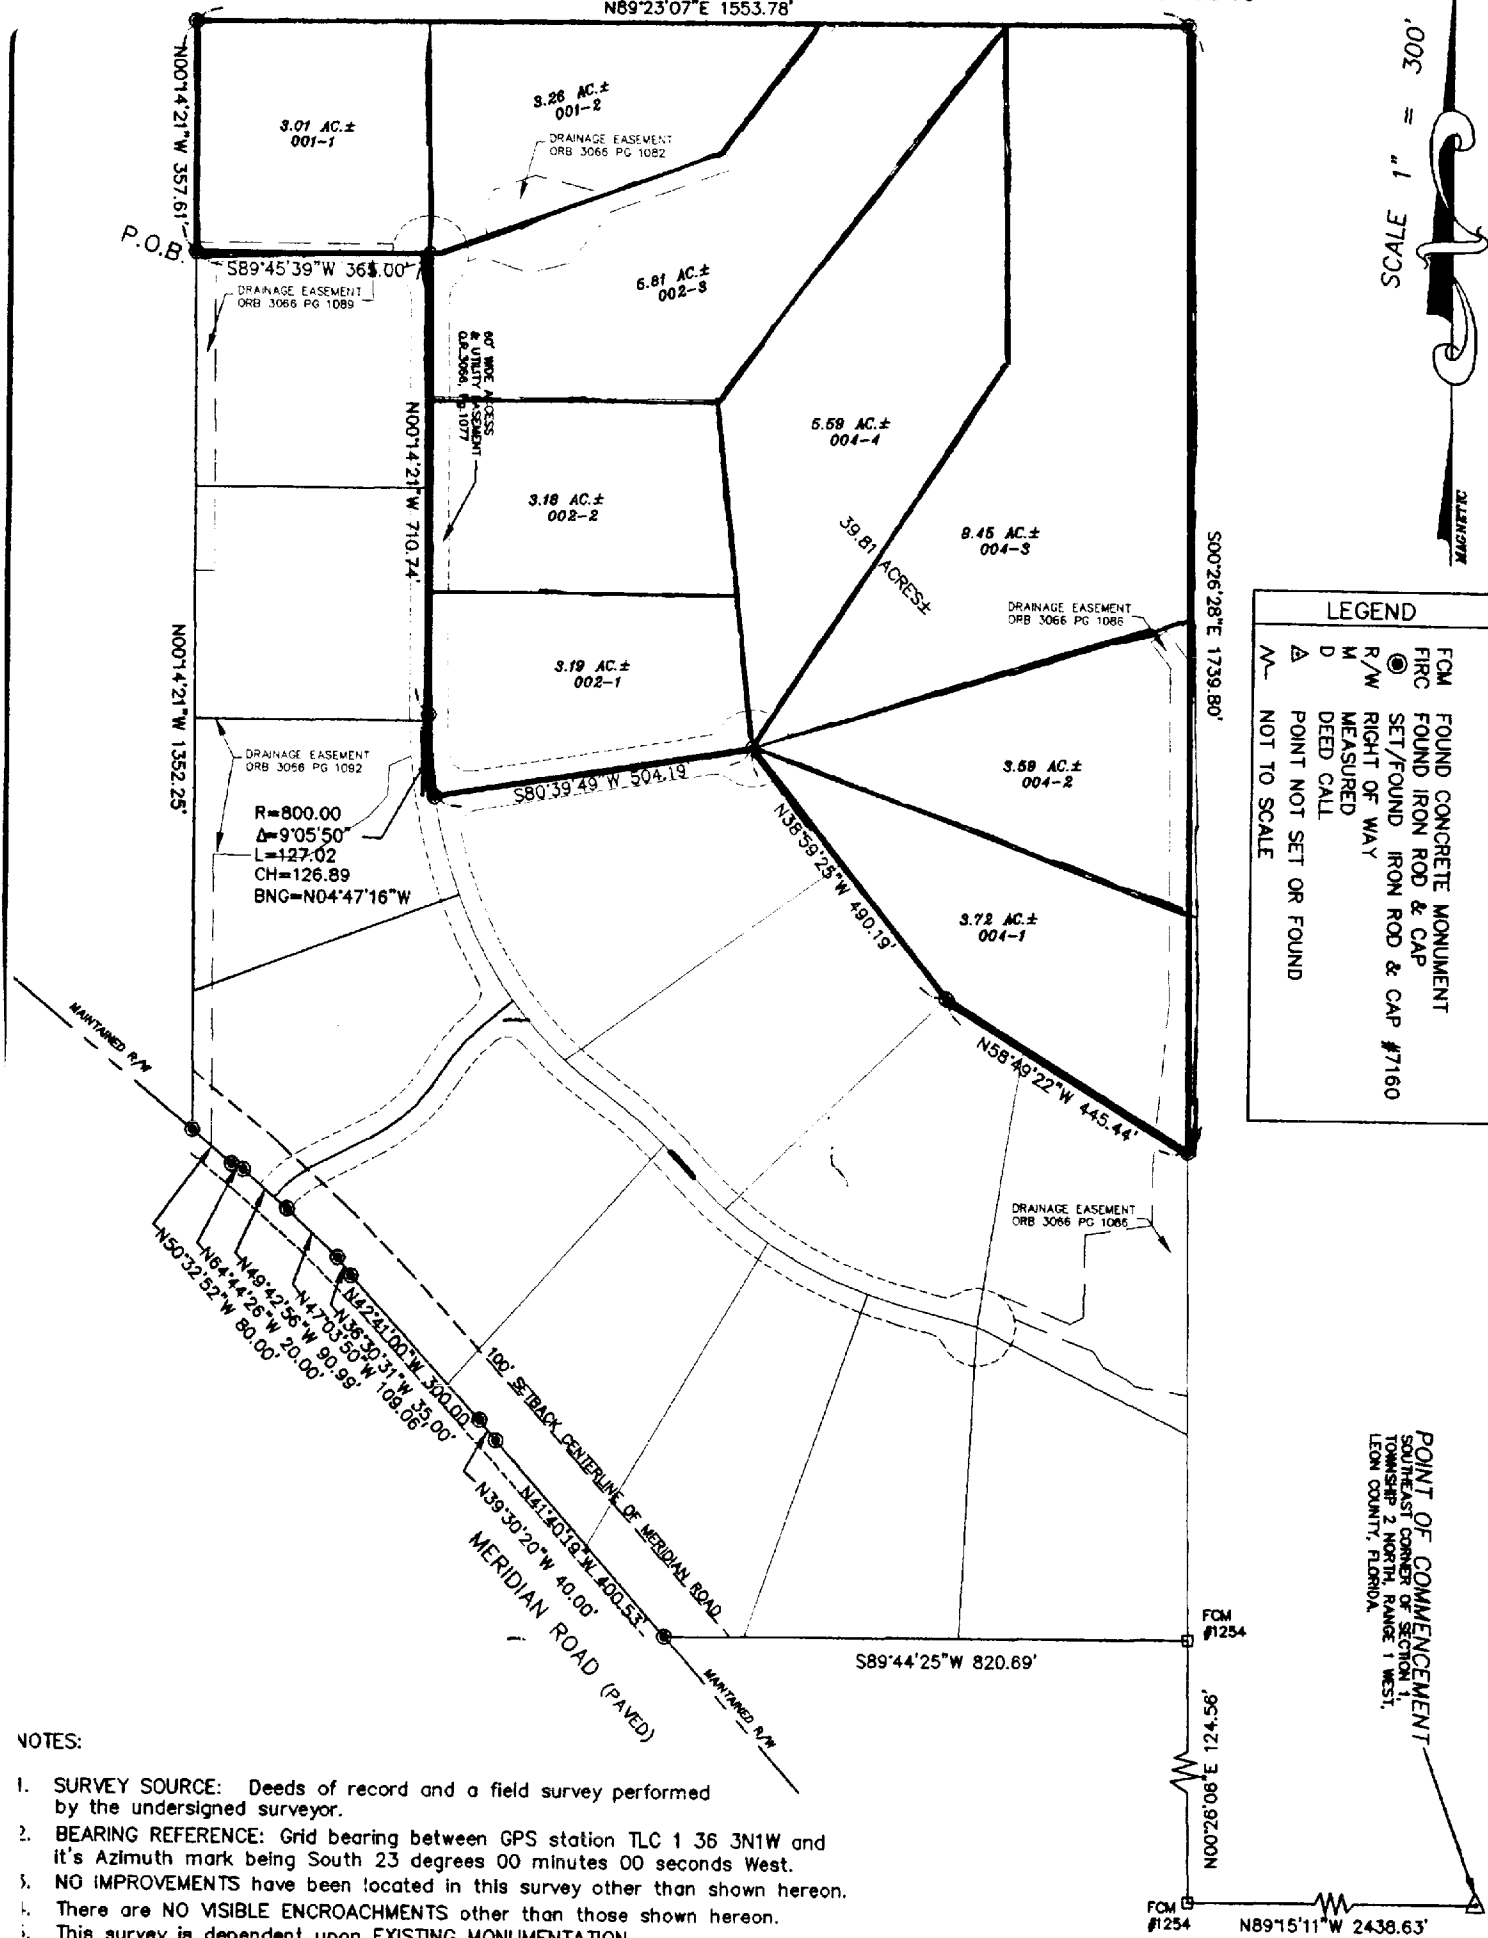 N89°23'07"E 1553.78'
SCALE 1" = 300'
MAGNETIC
N00°14'21"W 357.61'
3.01 AC.±
001-1
3.26 AC.±
001-2
DRAINAGE EASEMENT
ORB 3066 PG 1082
P.O.B.
S89°45'39"W 365.00'
DRAINAGE EASEMENT
ORB 3066 PG 1089
6.81 AC.±
002-3
60' WIDE ACCESS
& UTILITY EASEMENT
O.R. 3066, PG 1077
N00°14'21"W 710.74'
5.59 AC.±
004-4
3.18 AC.±
002-2
39.81 ACRES±
9.45 AC.±
004-3
S00°26'28"E 1739.80'
DRAINAGE EASEMENT
ORB 3066 PG 1086
LEGEND
FCM FOUND CONCRETE MONUMENT
FIRC FOUND IRON ROD & CAP
SET/FOUND IRON ROD & CAP #7160
R/W RIGHT OF WAY
M MEASURED
D DEED CALL
POINT NOT SET OR FOUND
NOT TO SCALE
3.19 AC.±
002-1
N00°14'21"W 1352.25'
DRAINAGE EASEMENT
ORB 3066 PG 1092
S80°39'49"W 504.19'
3.59 AC.±
004-2
R=800.00
Δ=9°05'50"
L=127.02
CH=126.89
BNG=N04°47'16"W
N38°59'25"W 490.19'
3.72 AC.±
004-1
N58°49'22"W 445.44'
MAINTAINED R/W
DRAINAGE EASEMENT
ORB 3066 PG 1086
N50°32'52"W 80.00'
N64°44'26"W 20.00'
N49°42'56"W 90.99'
N47°03'50"W 109.06'
N36°30'31"W 35.00'
N42°41'00"W 300.00'
100' SETBACK CENTERLINE OF MERIDIAN ROAD
N39°30'20"W 40.00'
N41°40'19"W 400.53'
MERIDIAN ROAD (PAVED)
MAINTAINED R/W
S89°44'25"W 820.69'
FCM
#1254
POINT OF COMMENCEMENT
SOUTHEAST CORNER OF SECTION 1,
TOWNSHIP 2 NORTH, RANGE 1 WEST,
LEON COUNTY, FLORIDA.
N00°26'06"E 124.56'
FCM
#1254
N89°15'11"W 2438.63'
NOTES:
1. SURVEY SOURCE: Deeds of record and a field survey performed
by the undersigned surveyor.
2. BEARING REFERENCE: Grid bearing between GPS station TLC 1 36 3N1W and
it's Azimuth mark being South 23 degrees 00 minutes 00 seconds West.
NO IMPROVEMENTS have been located in this survey other than shown hereon.
There are NO VISIBLE ENCROACHMENTS other than those shown hereon.
This survey is dependent upon EXISTING MONUMENTATION.